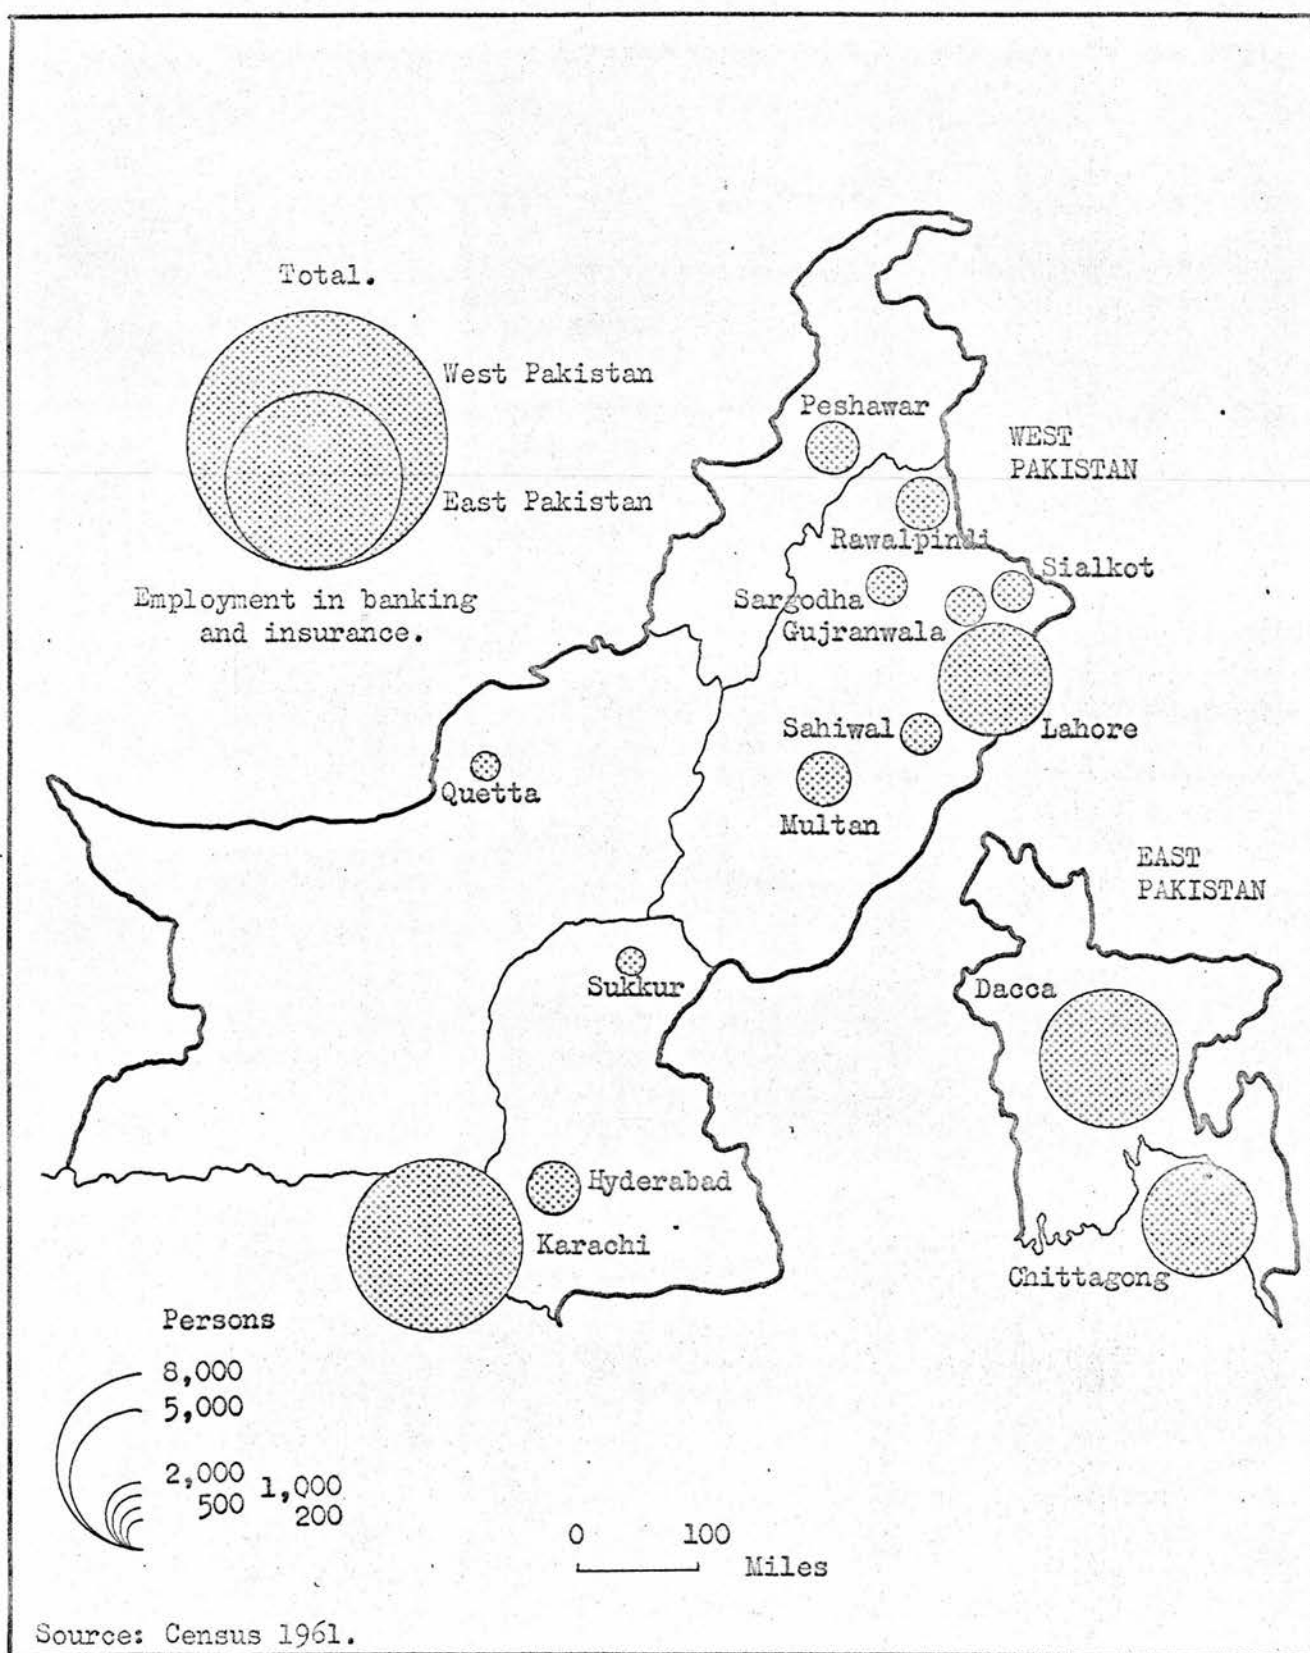 Total.
West Pakistan
East Pakistan
Employment in banking
and insurance.
Peshawar
WEST
PAKISTAN
Rawalpindi
Sialkot
Sargodha
Gujranwala
Sahiwal
Lahore
Quetta
Multan
EAST
PAKISTAN
Sukkur
Dacca
Hyderabad
Karachi
Chittagong
Persons
8,000
5,000
2,000
1,000
500
200
0 100
Miles
Source: Census 1961.